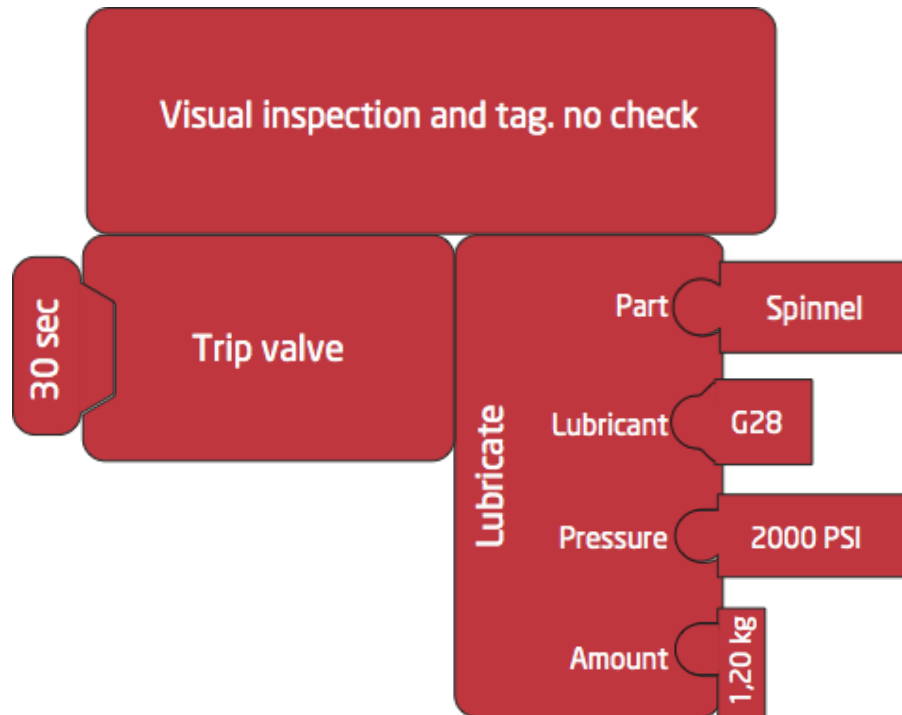 Visual inspection and tag. no check
30 sec
Trip valve
Lubricate
Part
Spinnel
Lubricant
G28
Pressure
2000 PSI
Amount
1,20 kg